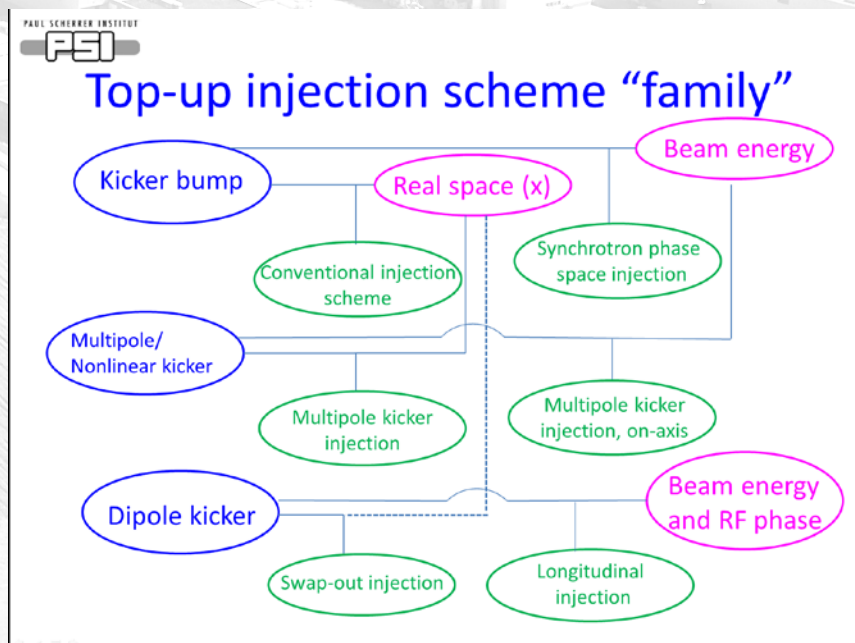 PAUL SCHERRER INSTITUT
PSI
Top-up injection scheme “family”
Beam energy
Kicker bump
Real space (x)
Synchrotron phase
space injection
Conventional injection
scheme
Multipole/
Nonlinear kicker
Multipole kicker
injection
Multipole kicker
injection, on-axis
Beam energy
and RF phase
Dipole kicker
Swap-out injection
Longitudinal
injection